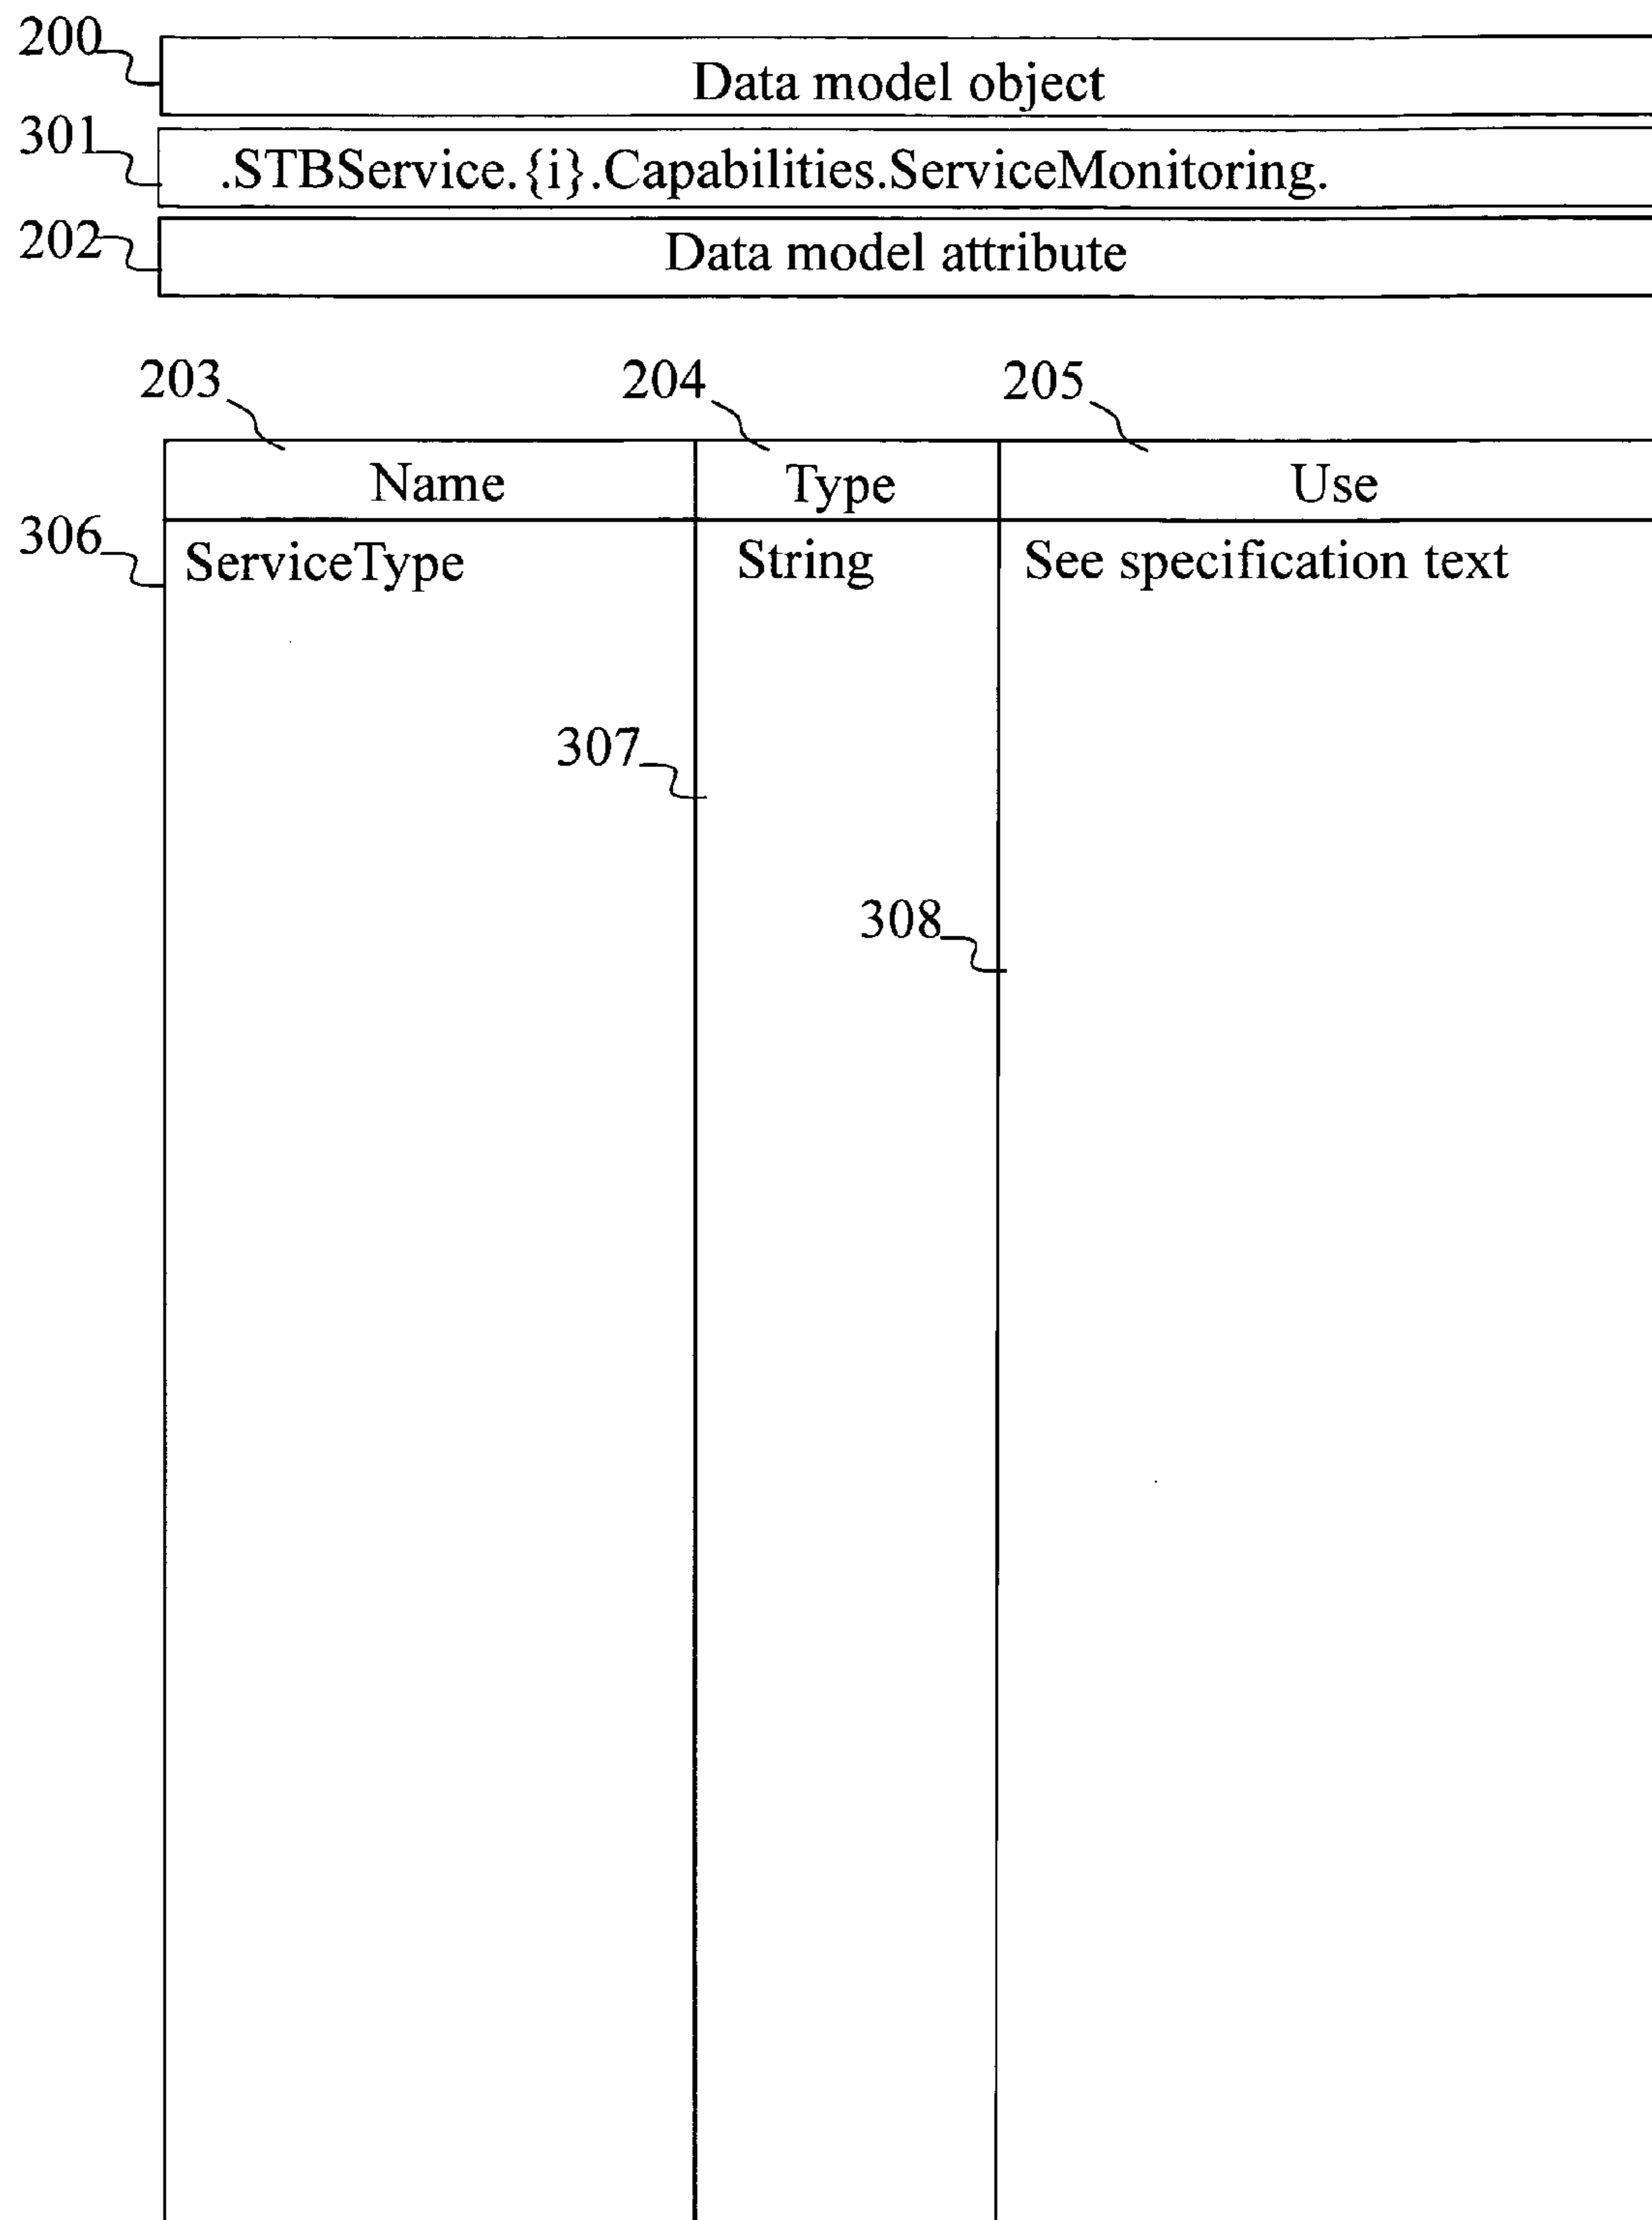 200
Data model object
301
.STBService.{i}.Capabilities.ServiceMonitoring.
202
Data model attribute
203 204 205
Name Type Use
306
ServiceType String See specification text
307
308